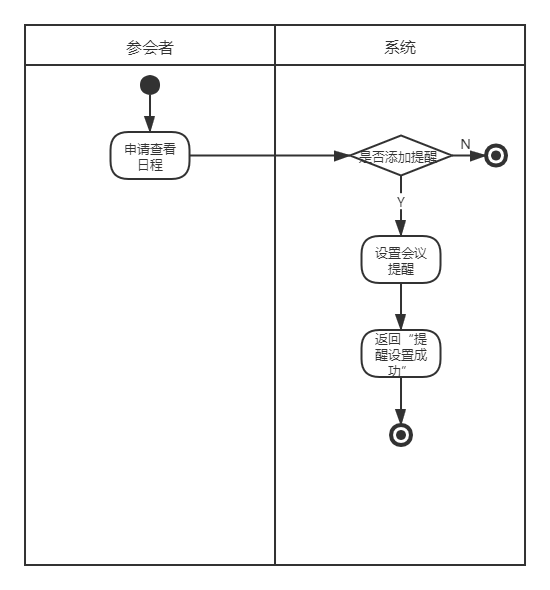 参会者
系统
申请查看
日程
是否添加提醒
N
Y
设置会议
提醒
返回“提
醒设置成
功”